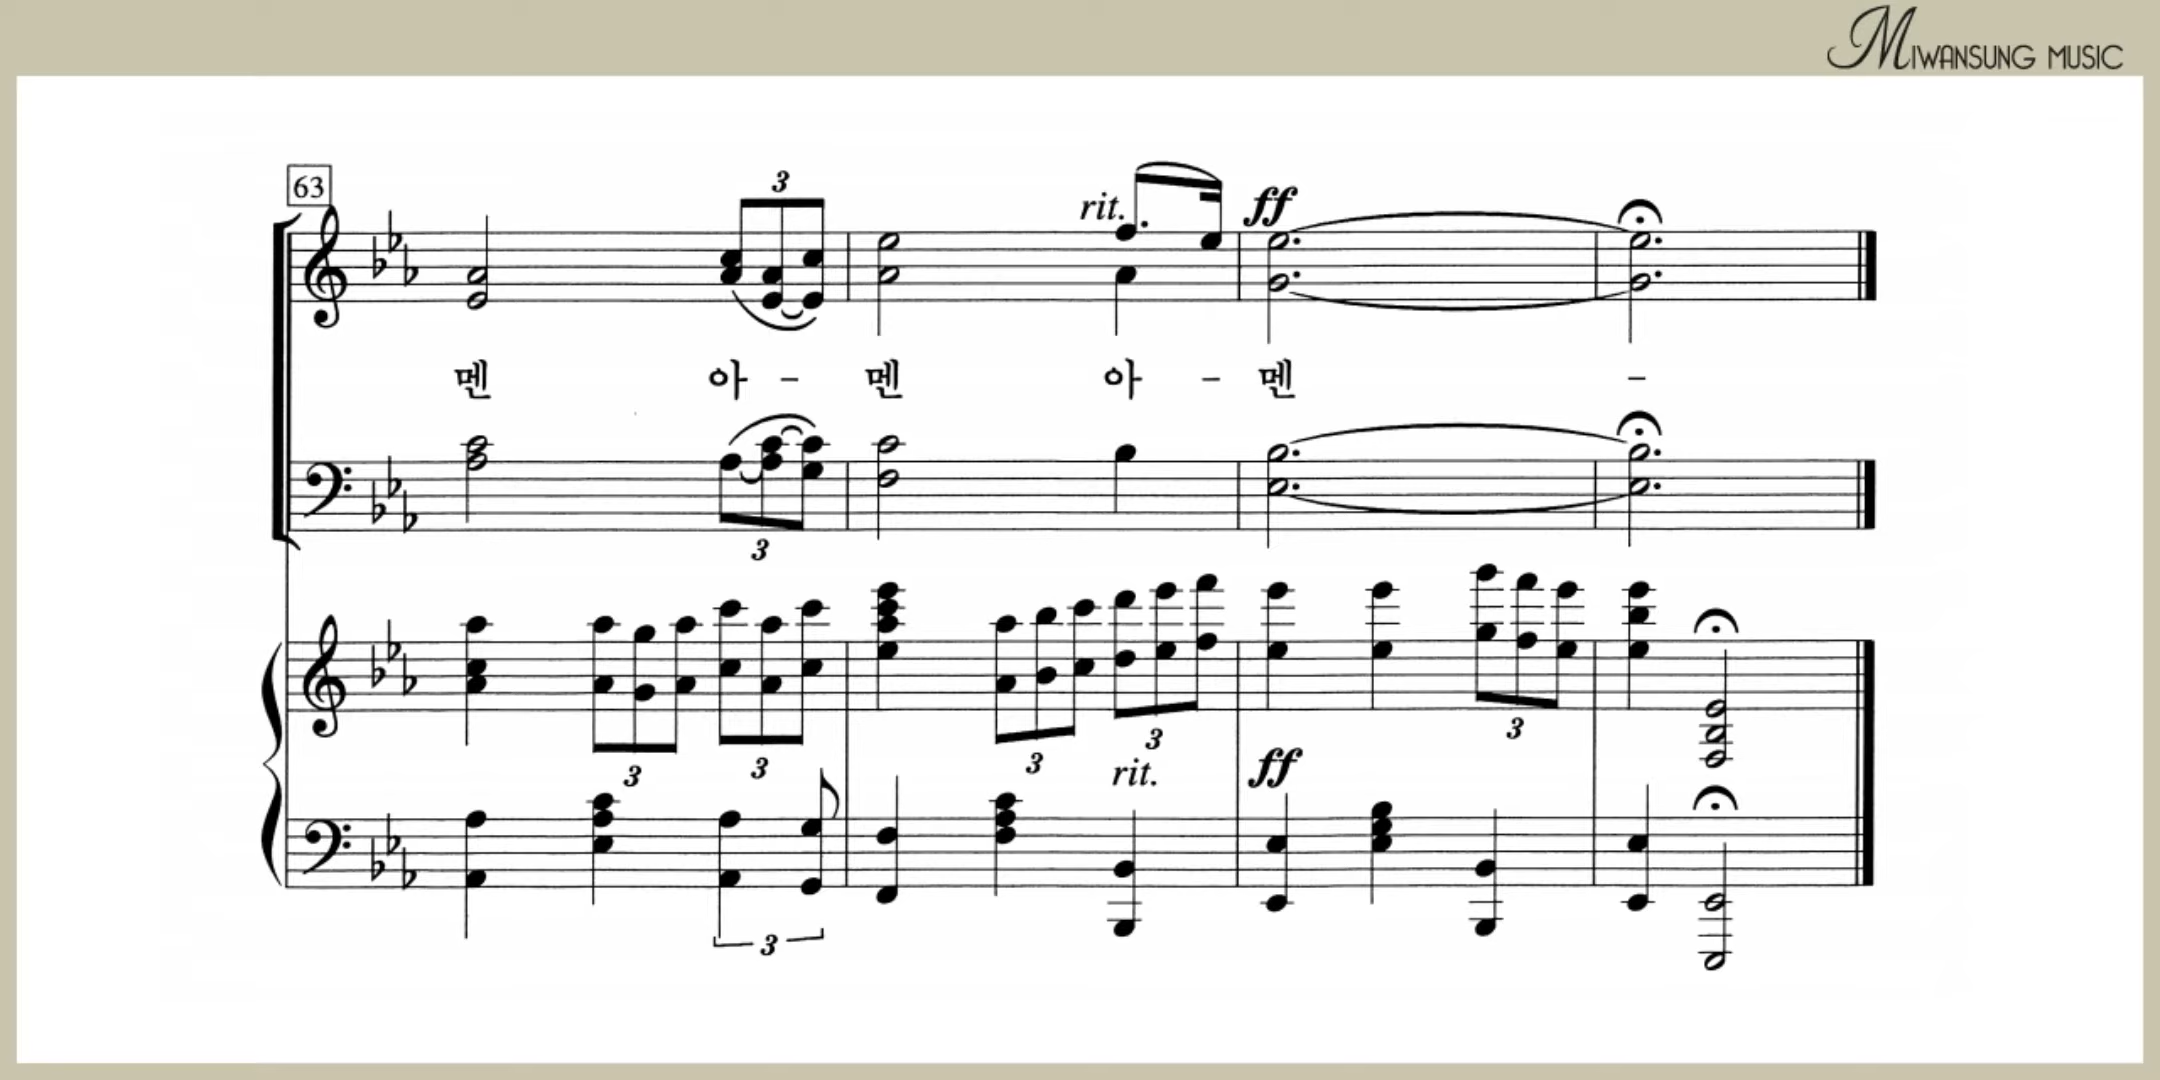 MIWANSUNG MUSIC
63
3
rit.
ff
멘 아 - 멘 아 - 멘 -
3
3 3 3 rit. 3 ff 3
3